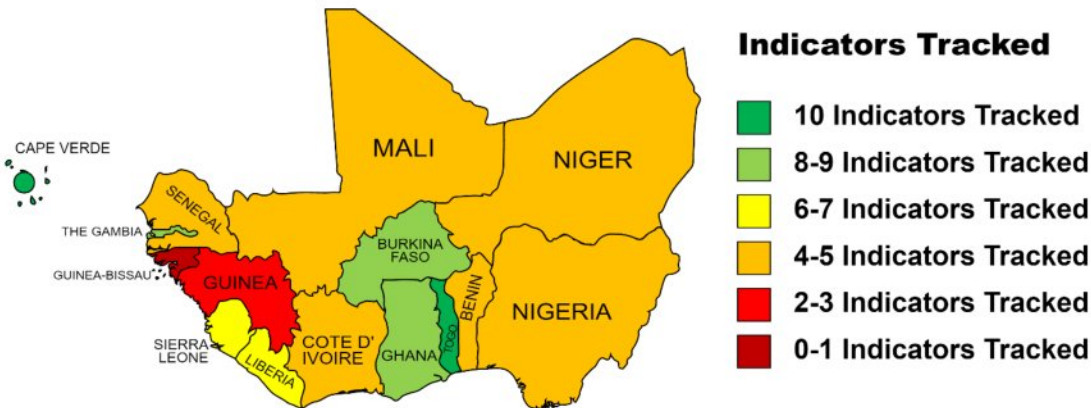 Indicators Tracked
10 Indicators Tracked
8-9 Indicators Tracked
6-7 Indicators Tracked
4-5 Indicators Tracked
2-3 Indicators Tracked
0-1 Indicators Tracked
CAPE VERDE
MALI
NIGER
SENEGAL
THE GAMBIA
GUINEA-BISSAU
GUINEA
BURKINA
FASO
SIERRA
LEONE
LIBERIA
COTE D'
IVOIRE
GHANA
TOGO
BENIN
NIGERIA